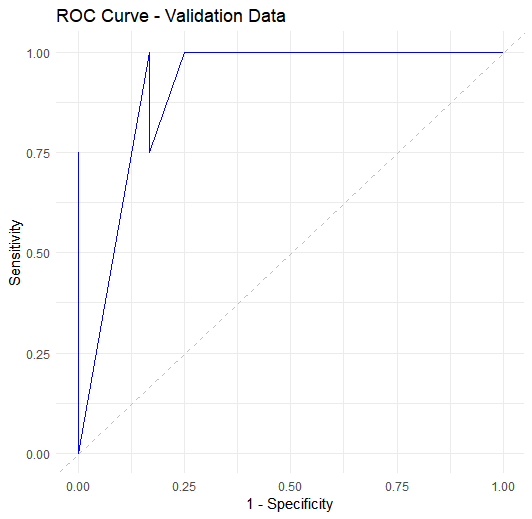 ROC Curve - Validation Data
1.00
0.75
0.50
0.25
0.00
Sensitivity
0.00 0.25 0.50 0.75 1.00
1 - Specificity